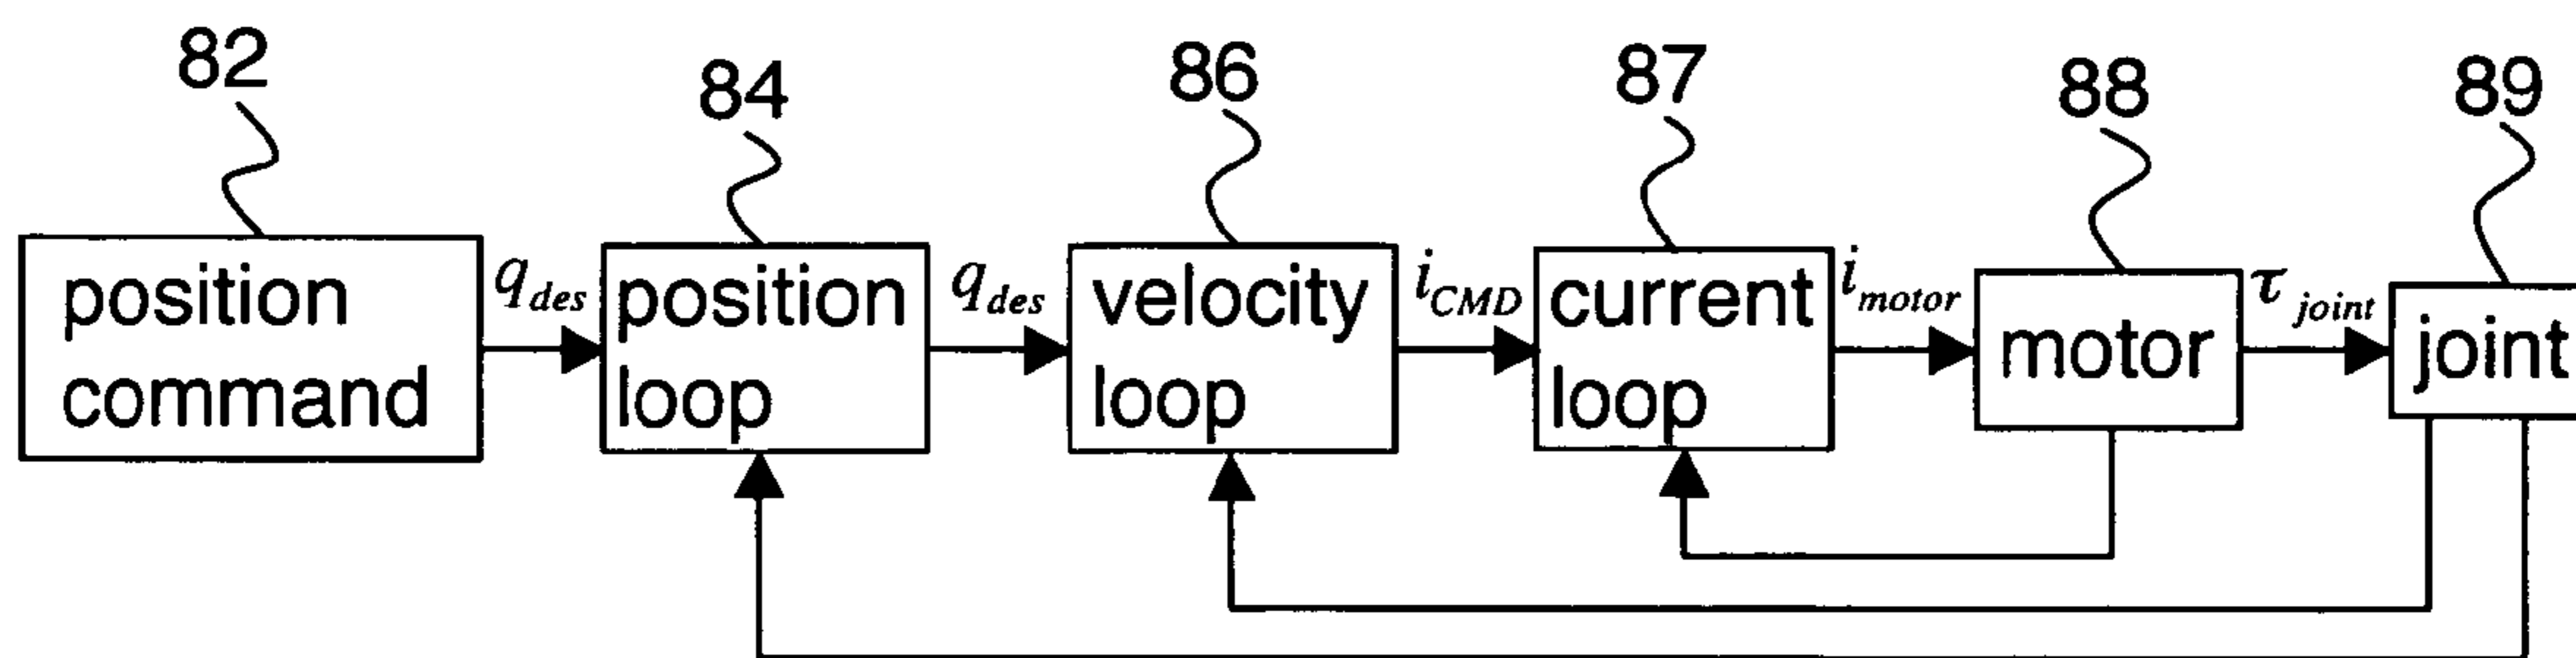 82
84
86
87
88
89
position
command
q_des
position
loop
q_des
velocity
loop
i_CMD
current
loop
i_motor
motor
τ_joint
joint